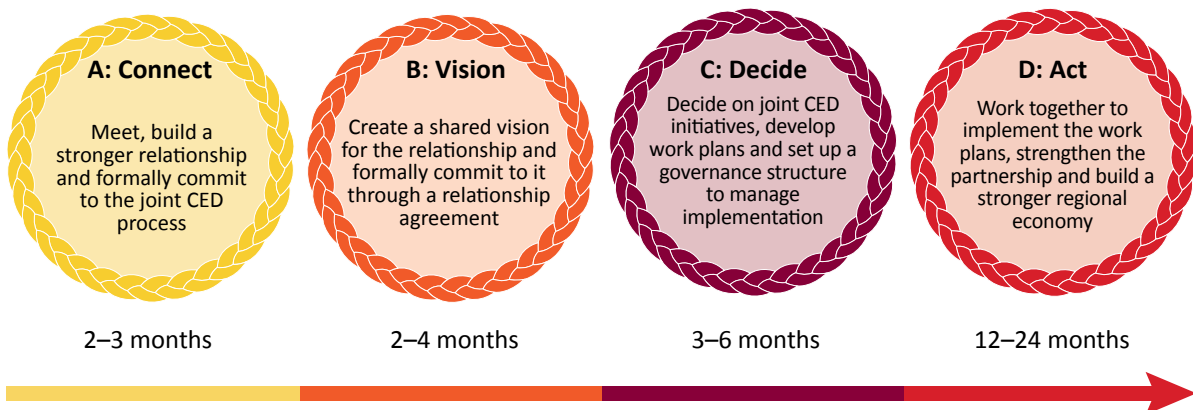 A: Connect
Meet, build a
stronger relationship
and formally commit
to the joint CED
process
2–3 months
B: Vision
Create a shared vision
for the relationship and
formally commit to it
through a relationship
agreement
2–4 months
C: Decide
Decide on joint CED
initiatives, develop
work plans and set up a
governance structure
to manage
implementation
3–6 months
D: Act
Work together to
implement the work
plans, strengthen the
partnership and build a
stronger regional
economy
12–24 months